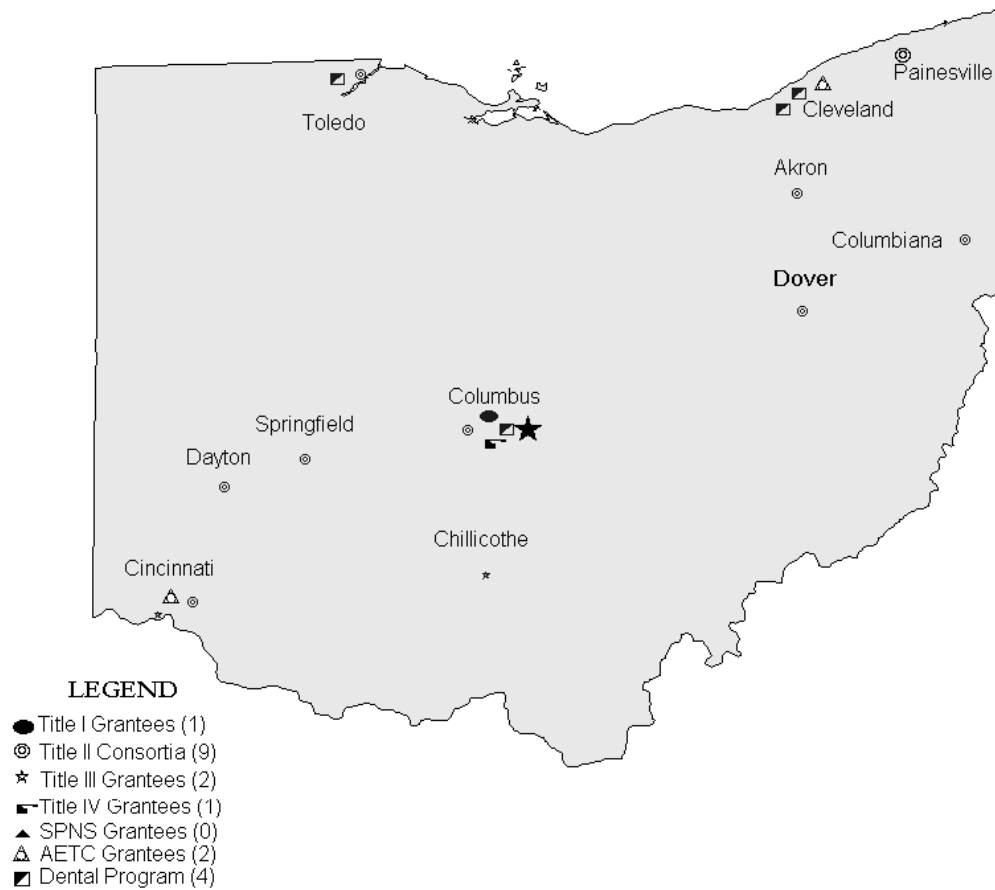 Painesville
Cleveland
Toledo
Akron
Columbiana
Dover
Columbus
Springfield
Dayton
Chillicothe
Cincinnati
LEGEND
Title I Grantees (1)
Title II Consortia (9)
Title III Grantees (2)
Title IV Grantees (1)
SPNS Grantees (0)
AETC Grantees (2)
Dental Program (4)